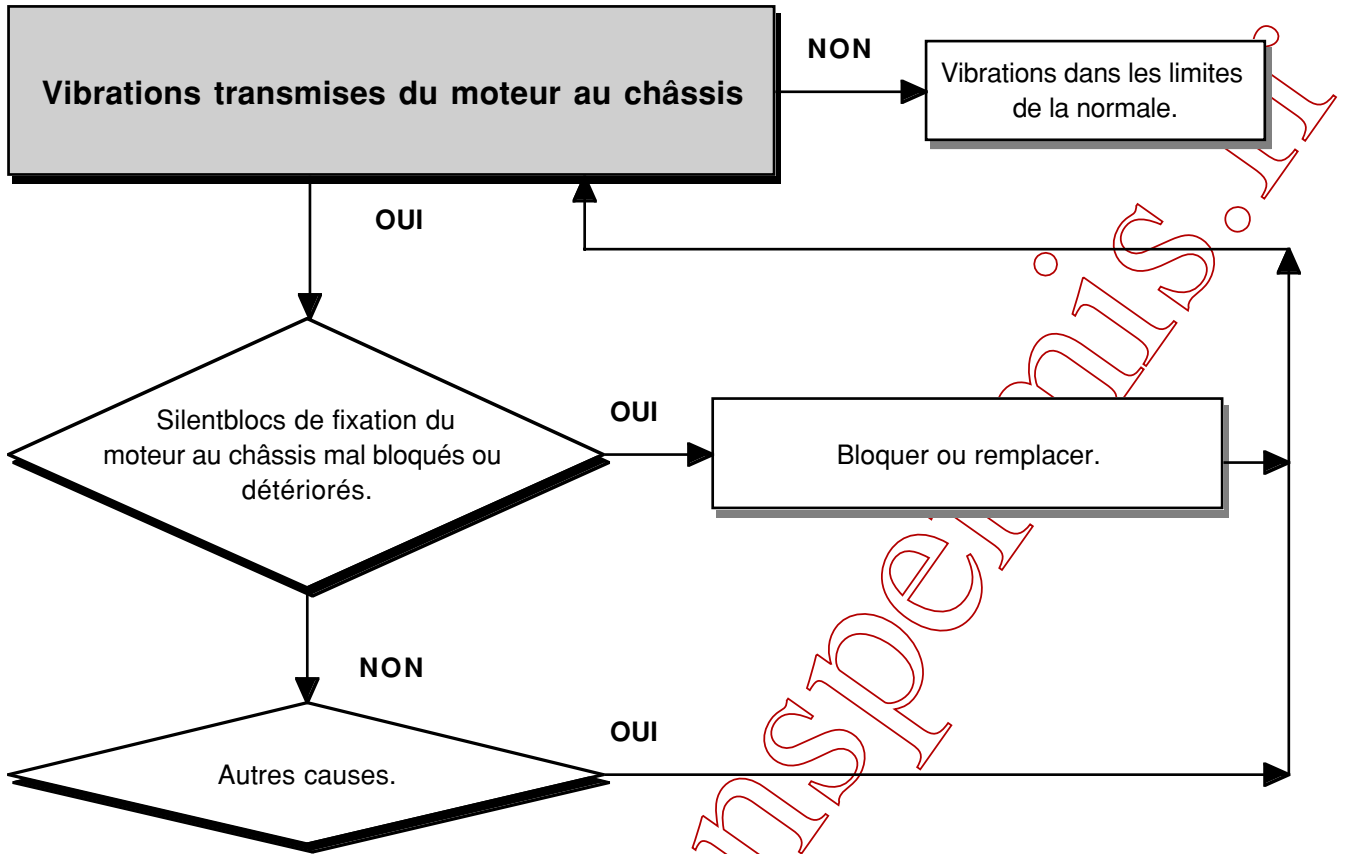 Vibrations transmises du moteur au châssis
NON
Vibrations dans les limites
de la normale.
OUI
Silentblocs de fixation du
moteur au châssis mal bloqués ou
détériorés.
OUI
Bloquer ou remplacer.
NON
Autres causes.
OUI